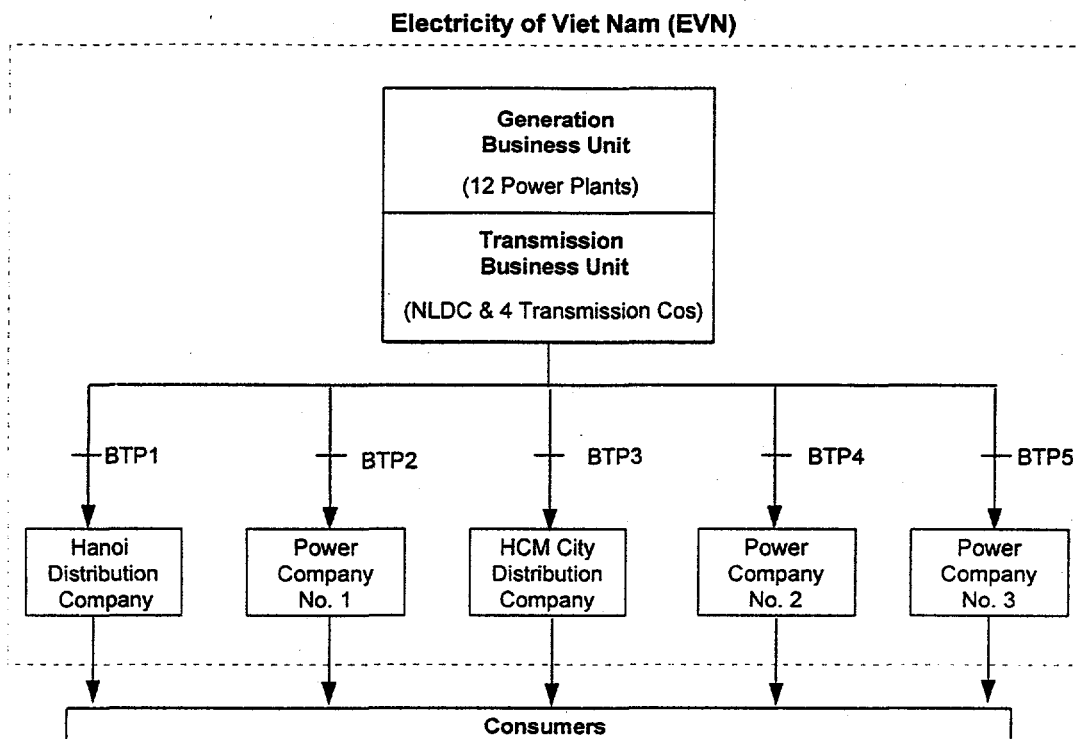 Electricity of Viet Nam (EVN)
Generation
Business Unit
(12 Power Plants)
Transmission
Business Unit
(NLDC & 4 Transmission Cos)
BTP1
BTP2
BTP3
BTP4
BTP5
Hanoi
Distribution
Company
Power
Company
No. 1
HCM City
Distribution
Company
Power
Company
No. 2
Power
Company
No. 3
Consumers